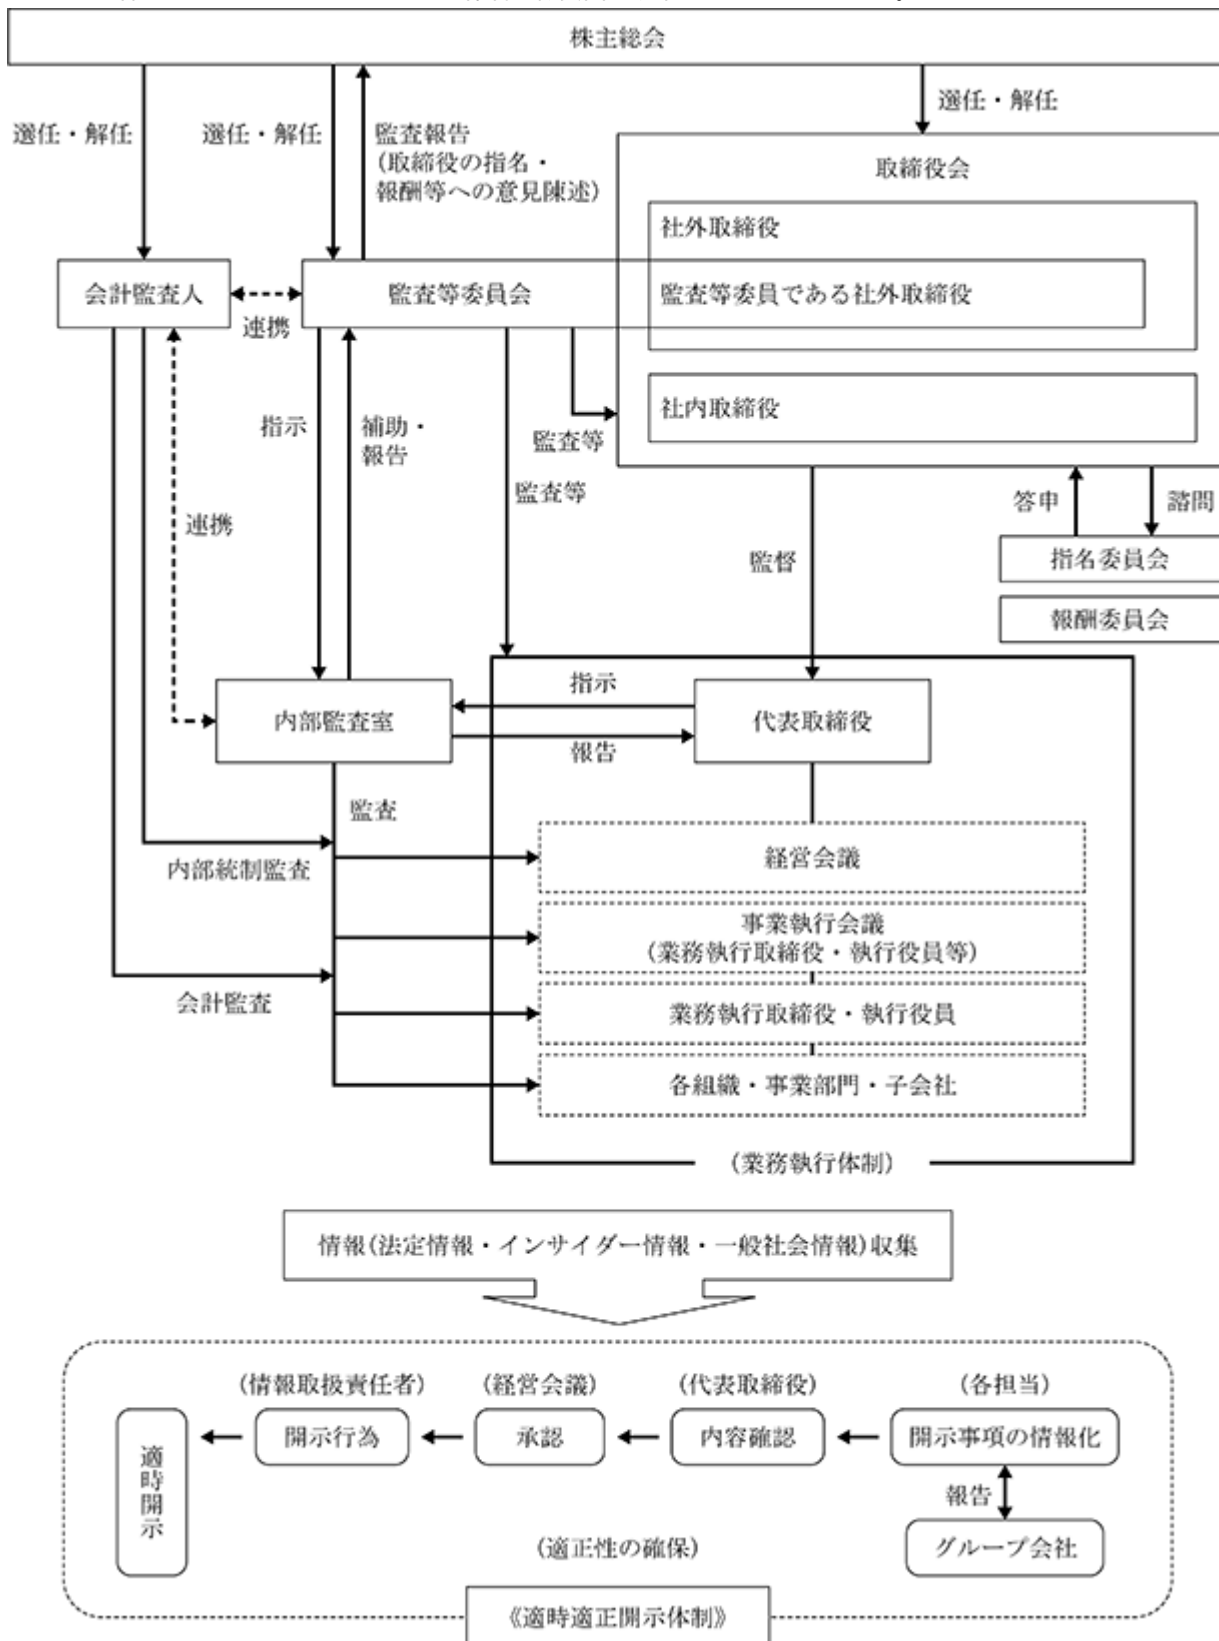 株主総会
選任・解任
選任・解任
監査報告
(取締役の指名・
報酬等への意見陳述)
選任・解任
取締役会
社外取締役
会計監査人
連携
監査等委員会
監査等委員である社外取締役
社内取締役
指示
補助・
報告
監査等
監査等
連携
監督
答申
諮問
指名委員会
報酬委員会
内部監査室
指示
報告
代表取締役
監査
内部統制監査
会計監査
経営会議
事業執行会議
(業務執行取締役・執行役員等)
業務執行取締役・執行役員
各組織・事業部門・子会社
(業務執行体制)
情報(法定情報・インサイダー情報・一般社会情報)収集
(情報取扱責任者)
(経営会議)
(代表取締役)
(各担当)
適時開示
開示行為
承認
内容確認
開示事項の情報化
報告
グループ会社
(適正性の確保)
《適時適正開示体制》